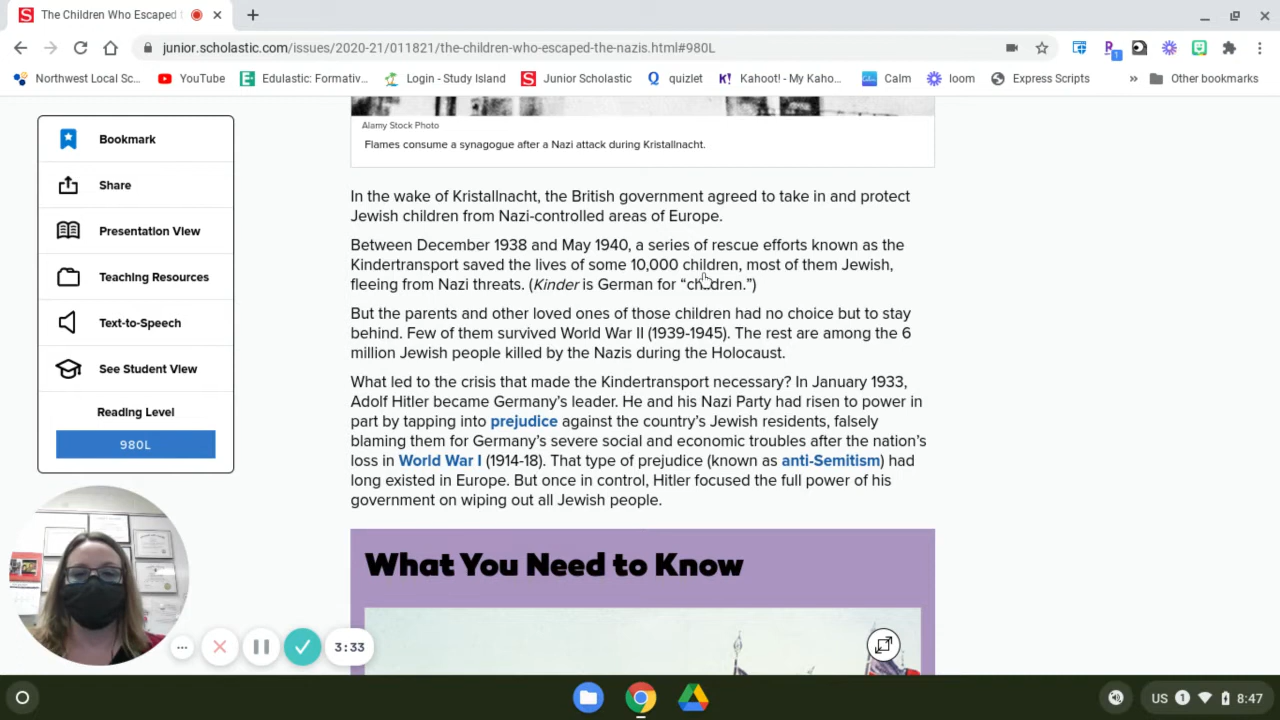 The Children Who Escaped t
junior.scholastic.com/issues/2020-21/011821/the-children-who-escaped-the-nazis.html#980L
Northwest Local Sc... YouTube Edulastic: Formativ... Login - Study Island Junior Scholastic quizlet Kahoot! - My Kaho... Calm loom Express Scripts » Other bookmarks
Bookmark
Share
Presentation View
Teaching Resources
Text-to-Speech
See Student View
Reading Level
980L
Alamy Stock Photo
Flames consume a synagogue after a Nazi attack during Kristallnacht.
In the wake of Kristallnacht, the British government agreed to take in and protect
Jewish children from Nazi-controlled areas of Europe.
Between December 1938 and May 1940, a series of rescue efforts known as the
Kindertransport saved the lives of some 10,000 children, most of them Jewish,
fleeing from Nazi threats. (Kinder is German for “children.”)
But the parents and other loved ones of those children had no choice but to stay
behind. Few of them survived World War II (1939-1945). The rest are among the 6
million Jewish people killed by the Nazis during the Holocaust.
What led to the crisis that made the Kindertransport necessary? In January 1933,
Adolf Hitler became Germany’s leader. He and his Nazi Party had risen to power in
part by tapping into prejudice against the country’s Jewish residents, falsely
blaming them for Germany’s severe social and economic troubles after the nation’s
loss in World War I (1914-18). That type of prejudice (known as anti-Semitism) had
long existed in Europe. But once in control, Hitler focused the full power of his
government on wiping out all Jewish people.
What You Need to Know
3:33
US 1 8:47